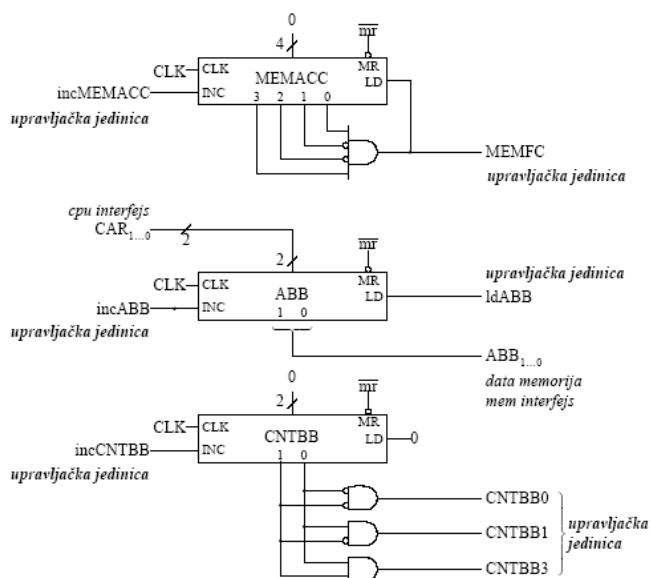 0
4
mr
CLK
CLK
MR
MEMACC
LD
incMEMACC
INC
3 2 1 0
upravljačka jedinica
MEMFC
upravljačka jedinica
cpu interfejs
CAR1...0
2
2
mr
upravljačka jedinica
CLK
CLK
MR
ABB
LD
ldABB
incABB
INC
1 0
upravljačka jedinica
ABB1...0
data memorija
mem interfejs
0
2
mr
CLK
CLK
MR
CNTBB
LD
0
incCNTBB
INC
1 0
upravljačka jedinica
CNTBB0
CNTBB1
upravljačka
jedinica
CNTBB3